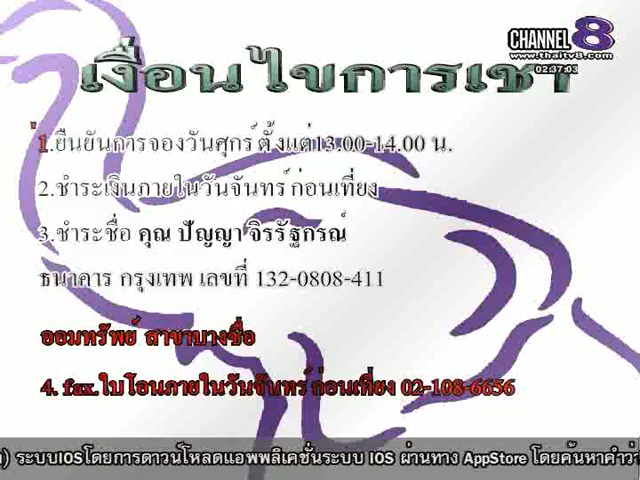 CHANNEL 8
www.thaitv8.com
02:37:03
เงื่อนไขการเช่า
1.ยืนยันการจองวันศุกร์ ตั้งแต่13.00-14.00 น.
2.ชำระเงินภายในวันจันทร์ ก่อนเที่ยง
3.ชำระชื่อ คุณ ปัญญา จิรรัฐกรณ์
ธนาคาร กรุงเทพ เลขที่ 132-0808-411
ออมทรัพย์ สาขาบางซื่อ
4. fax.ใบโอนภายในวันจันทร์ ก่อนเที่ยง 02-108-6656
) ระบบIOSโดยการดาวน์โหลดแอพพลิเคชั่นระบบ IOS ผ่านทาง AppStore โดยค้นหาคำว่า